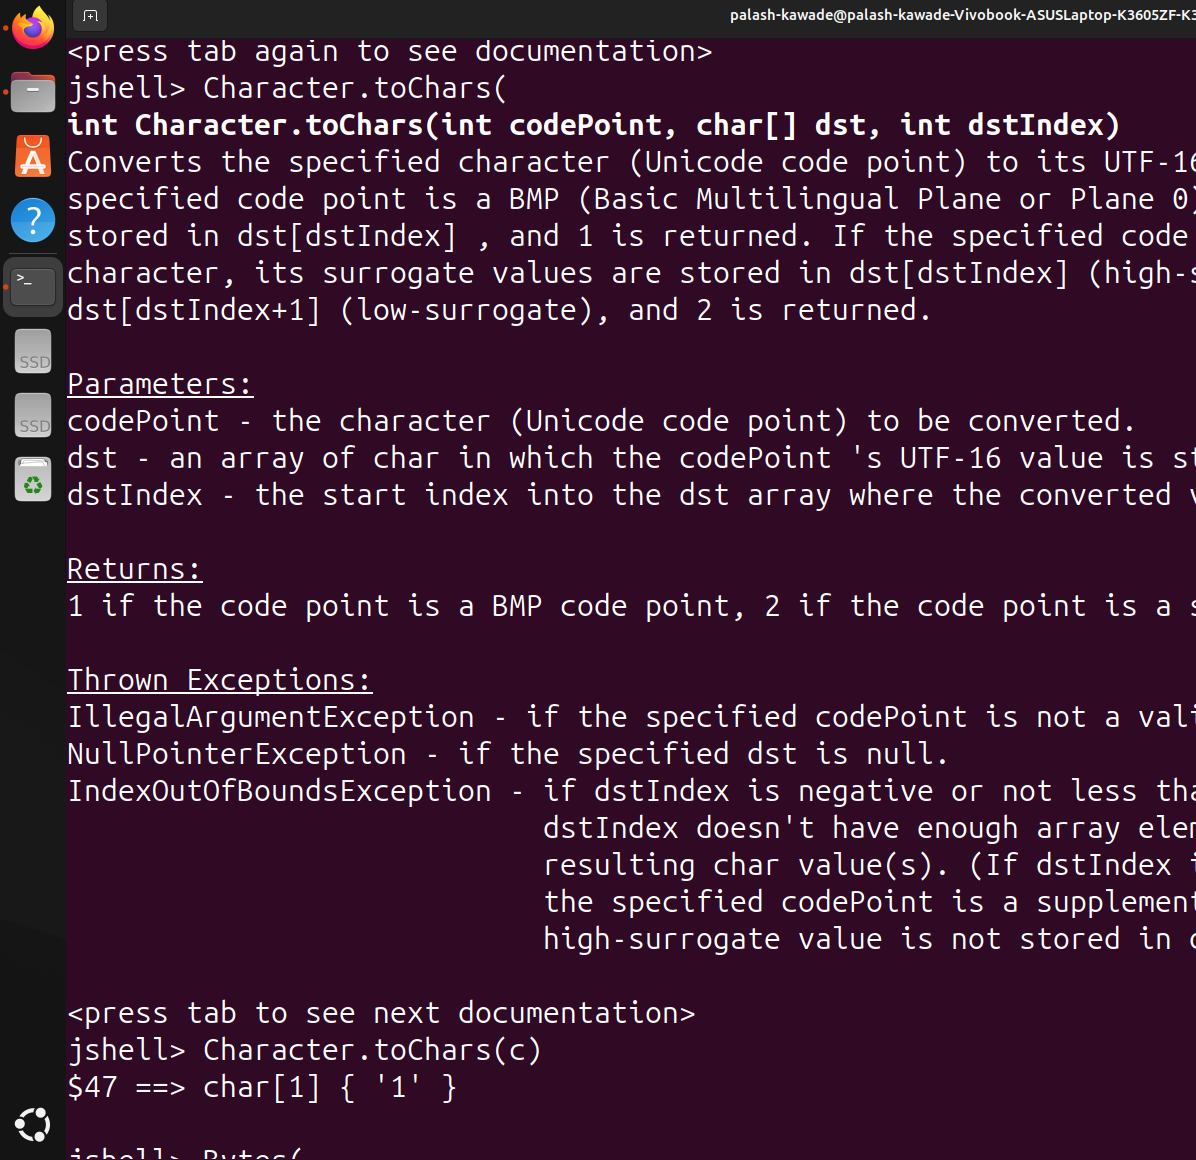 palash-kawade@palash-kawade-Vivobook-ASUSLaptop-K3605ZF-K3
<press tab again to see documentation>
jshell> Character.toChars(
int Character.toChars(int codePoint, char[] dst, int dstIndex)
Converts the specified character (Unicode code point) to its UTF-16
specified code point is a BMP (Basic Multilingual Plane or Plane 0)
stored in dst[dstIndex] , and 1 is returned. If the specified code
character, its surrogate values are stored in dst[dstIndex] (high-s
dst[dstIndex+1] (low-surrogate), and 2 is returned.
Parameters:
codePoint - the character (Unicode code point) to be converted.
dst - an array of char in which the codePoint 's UTF-16 value is st
dstIndex - the start index into the dst array where the converted v
Returns:
1 if the code point is a BMP code point, 2 if the code point is a s
Thrown Exceptions:
IllegalArgumentException - if the specified codePoint is not a vali
NullPointerException - if the specified dst is null.
IndexOutOfBoundsException - if dstIndex is negative or not less tha
dstIndex doesn't have enough array elem
resulting char value(s). (If dstIndex i
the specified codePoint is a supplement
high-surrogate value is not stored in d
<press tab to see next documentation>
jshell> Character.toChars(c)
$47 ==> char[1] { '1' }
jshell> Bytes(
SSD
SSD